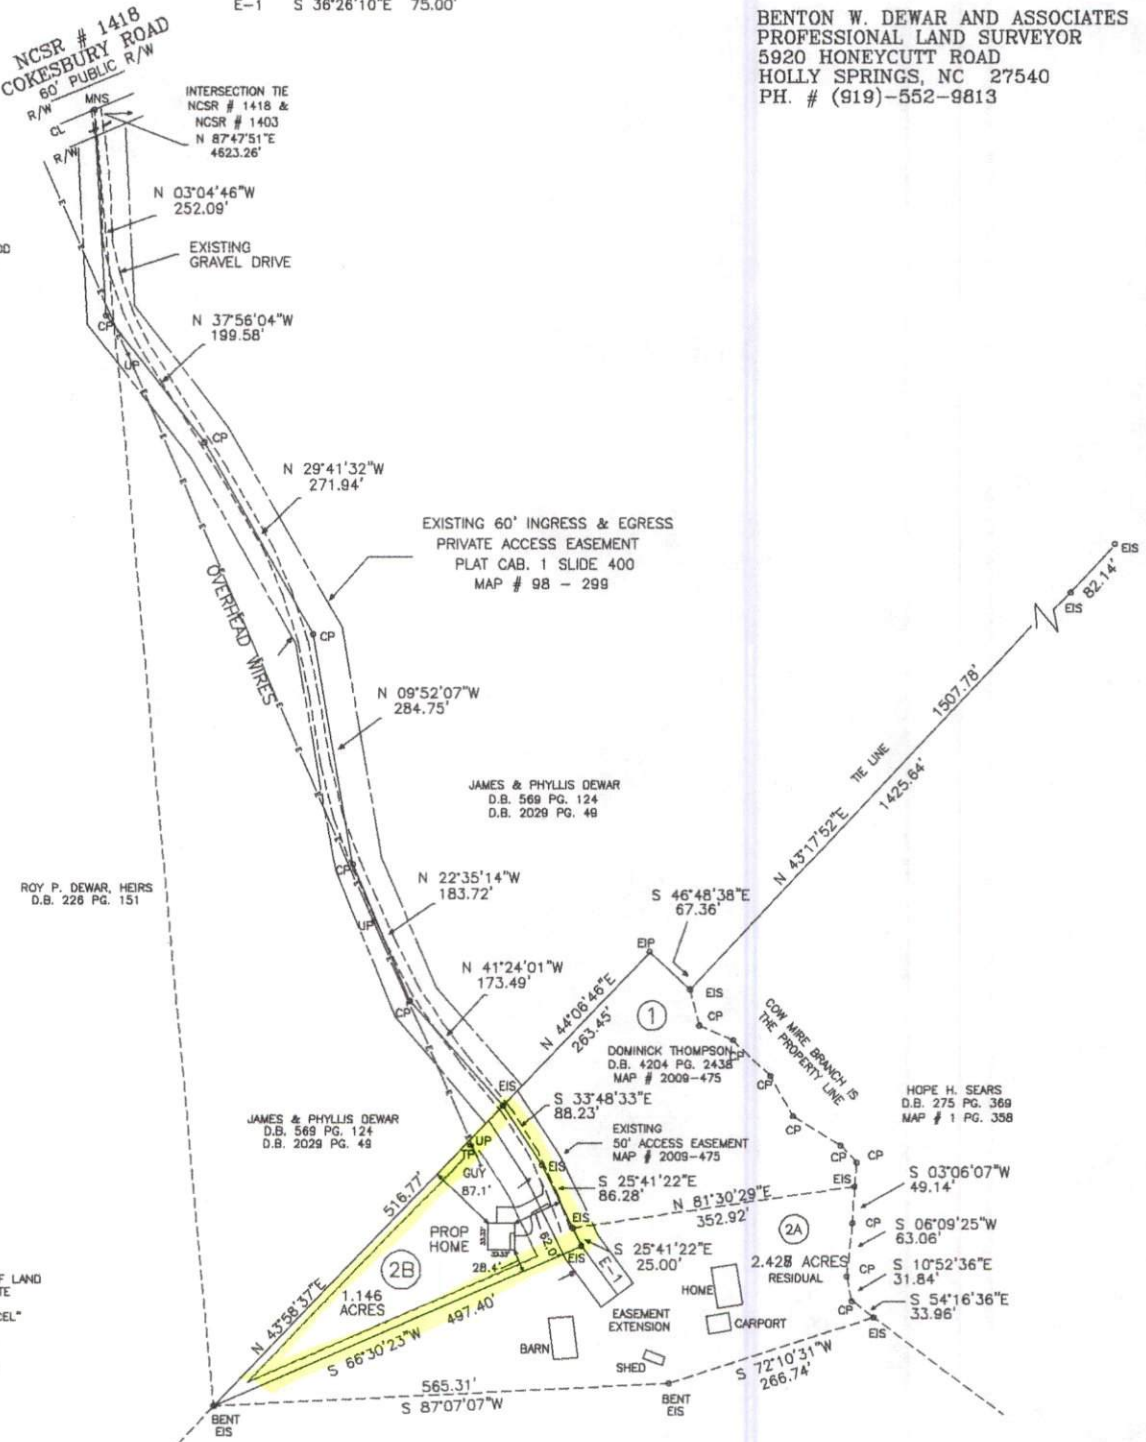 E-1 S 36°26'10"E 75.00'
BENTON W. DEWAR AND ASSOCIATES
PROFESSIONAL LAND SURVEYOR
5920 HONEYCUTT ROAD
HOLLY SPRINGS, NC 27540
PH. # (919)-552-9813
NCSR # 1418
COKESBURY ROAD
60' PUBLIC R/W
R/W
MNS
CL
R/W
INTERSECTION TIE
NCSR # 1418 &
NCSR # 1403
N 87°47'51"E
4623.26'
N 03°04'46"W
252.09'
EXISTING
GRAVEL DRIVE
CP
UP
N 37°56'04"W
199.58'
CP
N 29°41'32"W
271.94'
EXISTING 60' INGRESS & EGRESS
PRIVATE ACCESS EASEMENT
PLAT CAB. 1 SLIDE 400
MAP # 98 - 299
OVERHEAD WIRES
CP
EIS
82.14'
EIS
N 09°52'07"W
284.75'
1507.78'
TIE LINE
1425.64'
N 43°17'52"E
JAMES & PHYLLIS DEWAR
D.B. 569 PG. 124
D.B. 2029 PG. 49
ROY P. DEWAR, HEIRS
D.B. 226 PG. 151
CP
N 22°35'14"W
183.72'
UP
S 46°48'38"E
67.36'
EIP
N 41°24'01"W
173.49'
CP
EIS
N 44°06'46"E
263.45'
1
CP
CP
COW MIRE BRANCH IS
THE PROPERTY LINE
DOMINICK THOMPSON
D.B. 4204 PG. 2438
MAP # 2009-475
CP
CP
CP
CP
HOPE H. SEARS
D.B. 275 PG. 369
MAP # 1 PG. 358
EIS
S 33°48'33"E
88.23'
JAMES & PHYLLIS DEWAR
D.B. 569 PG. 124
D.B. 2029 PG. 49
UP
TP
GUY
EXISTING
50' ACCESS EASEMENT
MAP # 2009-475
EIS
S 25°41'22"E
86.28'
EIS
S 03°06'07"W
49.14'
N 81°30'29"E
352.92'
87.1'
516.77'
PROP
HOME
62.0'
28.4'
EIS
EIS
S 25°41'22"E
25.00'
E-1
2A
2.428 ACRES
RESIDUAL
CP
S 06°09'25"W
63.06'
CP
S 10°52'36"E
31.84'
CP
S 54°16'36"E
33.96'
EIS
2B
1.146
ACRES
N 43°58'37"E
497.40'
S 66°30'23"W
EASEMENT
EXTENSION
HOME
CARPORT
BARN
SHED
S 72°10'31"W
266.74'
565.31'
S 87°07'07"W
BENT
EIS
BENT
EIS
LAND